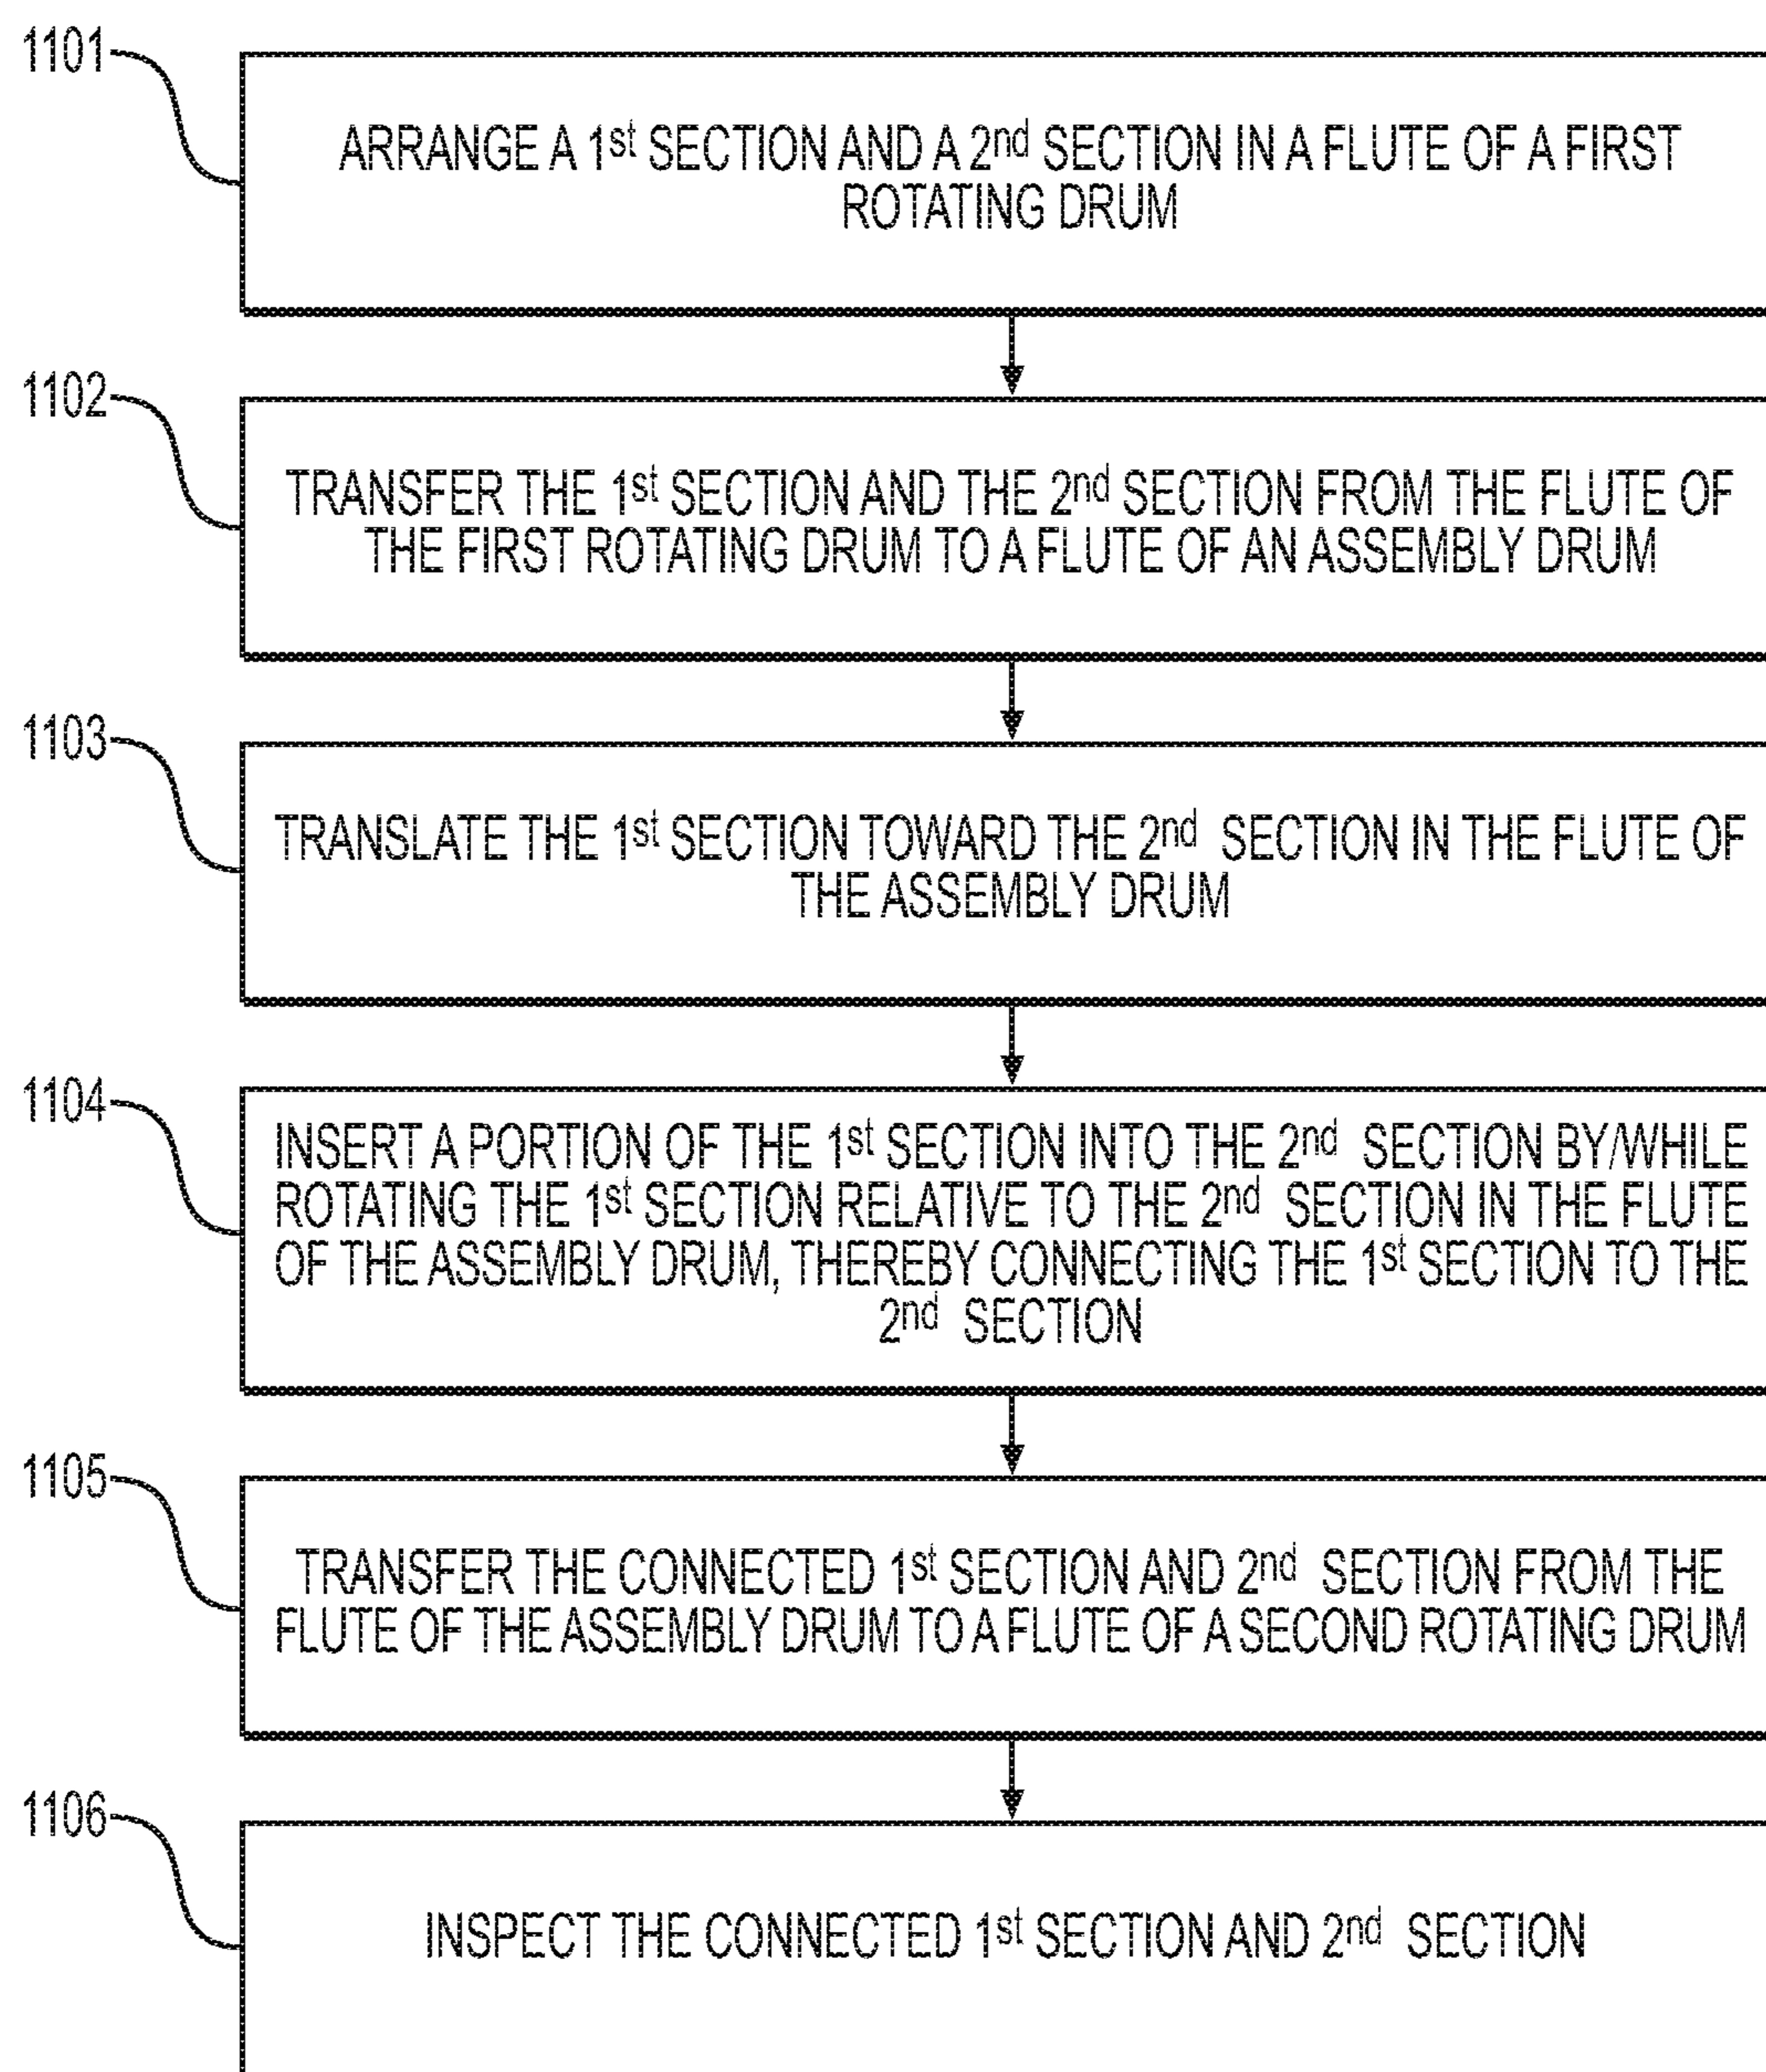 1101
ARRANGE A 1st SECTION AND A 2nd SECTION IN A FLUTE OF A FIRST
ROTATING DRUM
1102
TRANSFER THE 1st SECTION AND THE 2nd SECTION FROM THE FLUTE OF
THE FIRST ROTATING DRUM TO A FLUTE OF AN ASSEMBLY DRUM
1103
TRANSLATE THE 1st SECTION TOWARD THE 2nd SECTION IN THE FLUTE OF
THE ASSEMBLY DRUM
1104
INSERT A PORTION OF THE 1st SECTION INTO THE 2nd SECTION BY/WHILE
ROTATING THE 1st SECTION RELATIVE TO THE 2nd SECTION IN THE FLUTE
OF THE ASSEMBLY DRUM, THEREBY CONNECTING THE 1st SECTION TO THE
2nd SECTION
1105
TRANSFER THE CONNECTED 1st SECTION AND 2nd SECTION FROM THE
FLUTE OF THE ASSEMBLY DRUM TO A FLUTE OF A SECOND ROTATING DRUM
1106
INSPECT THE CONNECTED 1st SECTION AND 2nd SECTION